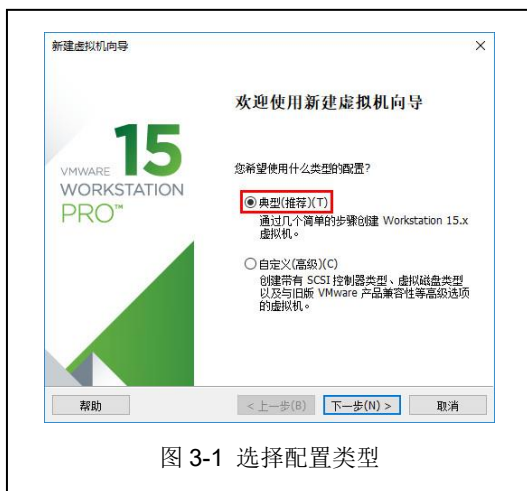 新建虚拟机向导
欢迎使用新建虚拟机向导
15
VMWARE
WORKSTATION
PRO™
您希望使用什么类型的配置?
典型(推荐)(T)
通过几个简单的步骤创建 Workstation 15.x
虚拟机。
自定义(高级)(C)
创建带有 SCSI 控制器类型、虚拟磁盘类型
以及与旧版 VMware 产品兼容性等高级选项
的虚拟机。
帮助
< 上一步(B)
下一步(N) >
取消
图 3-1 选择配置类型